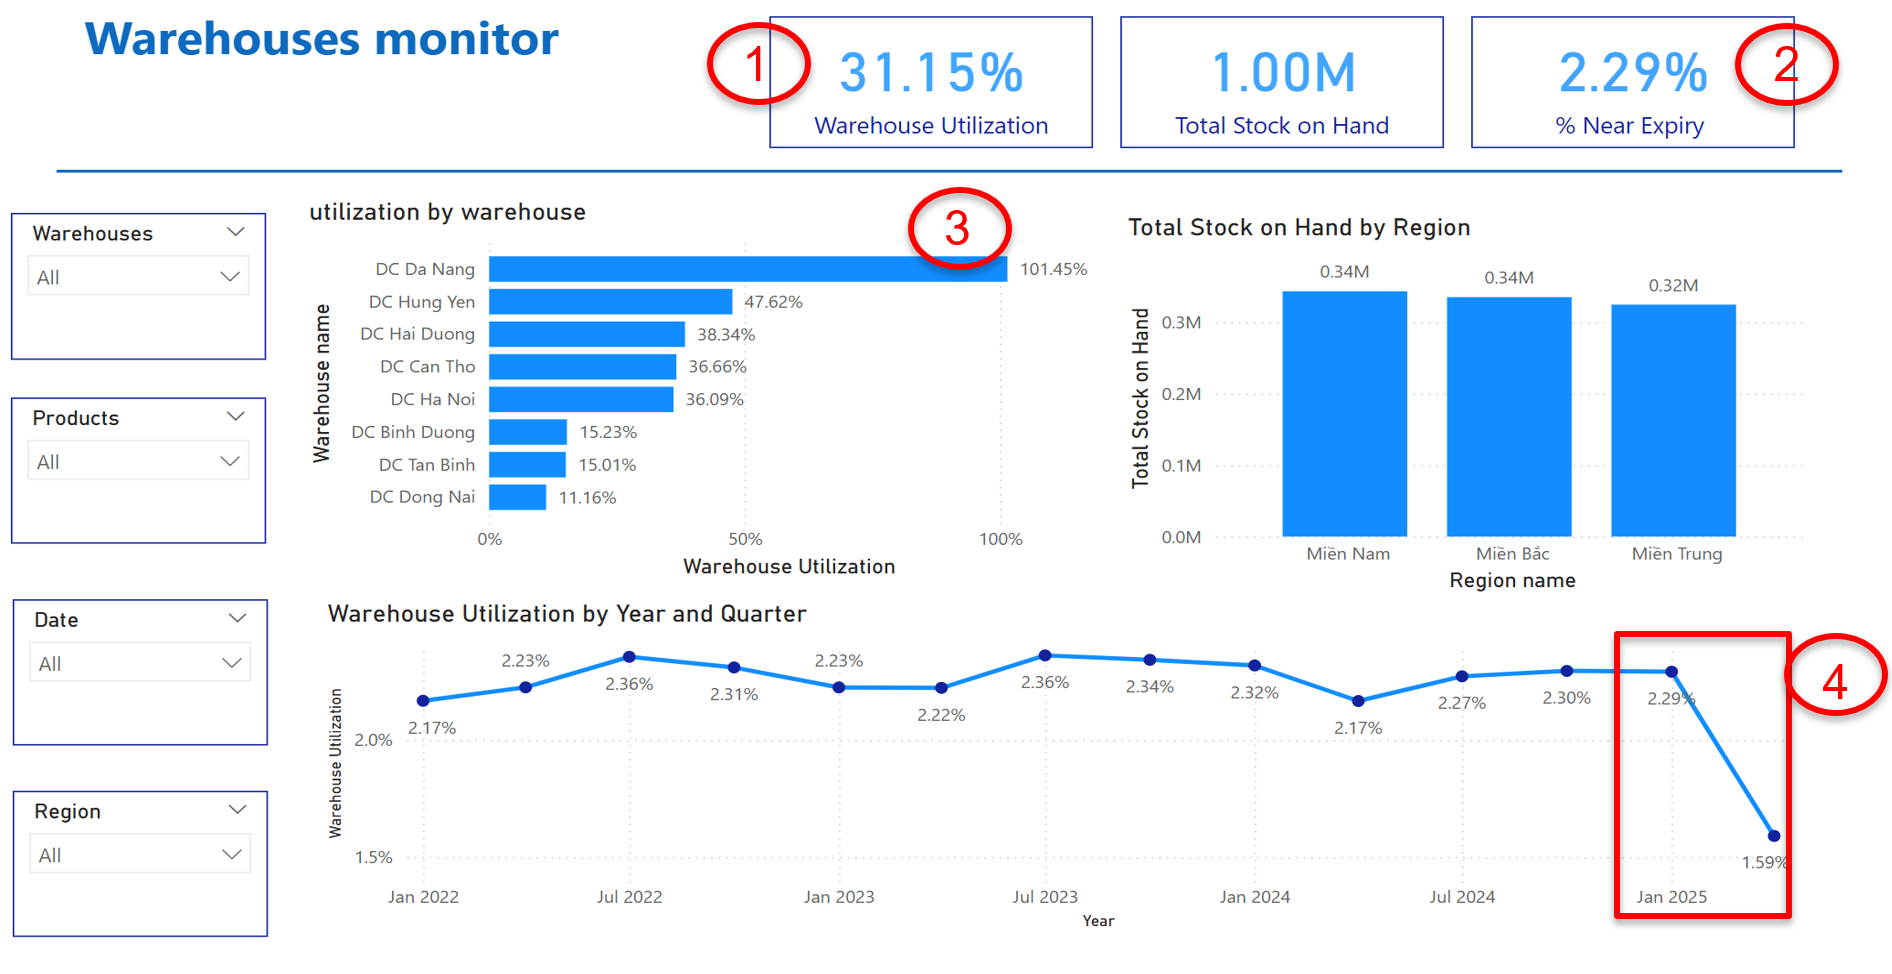 Warehouses monitor
1
31.15%
Warehouse Utilization
1.00M
Total Stock on Hand
2.29%
% Near Expiry
2
Warehouses
All
Products
All
Date
All
Region
All
utilization by warehouse
3
Warehouse name
DC Da Nang
101.45%
DC Hung Yen
47.62%
DC Hai Duong
38.34%
DC Can Tho
36.66%
DC Ha Noi
36.09%
DC Binh Duong
15.23%
DC Tan Binh
15.01%
DC Dong Nai
11.16%
0%
50%
100%
Warehouse Utilization
Total Stock on Hand by Region
Total Stock on Hand
0.34M
0.34M
0.32M
0.3M
0.2M
0.1M
0.0M
Miền Nam
Miền Bắc
Miền Trung
Region name
Warehouse Utilization by Year and Quarter
4
Warehouse Utilization
2.0%
1.5%
2.17%
2.23%
2.36%
2.31%
2.23%
2.22%
2.36%
2.34%
2.32%
2.17%
2.27%
2.30%
2.29%
1.59%
Jan 2022
Jul 2022
Jan 2023
Jul 2023
Jan 2024
Jul 2024
Jan 2025
Year